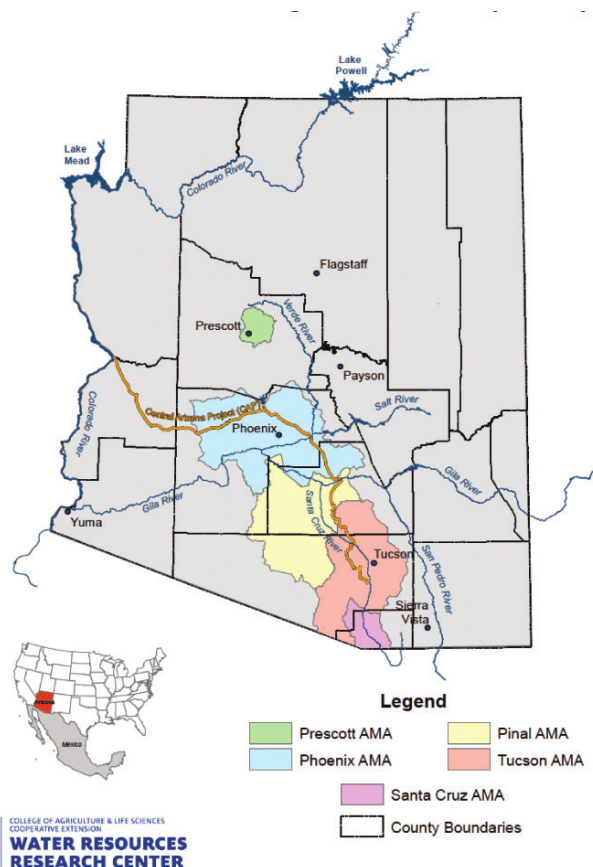 Lake
Powell
Lake
Mead
Colorado River
Flagstaff
Verde River
Prescott
Payson
Central Arizona Project (CAP)
Salt River
Colorado River
Phoenix
Gila River
Gila River
Santa Cruz River
Yuma
Tucson
San Pedro River
Sierra
Vista
Arizona
Mexico
Legend
Prescott AMA
Pinal AMA
Phoenix AMA
Tucson AMA
Santa Cruz AMA
County Boundaries
COLLEGE OF AGRICULTURE & LIFE SCIENCES
COOPERATIVE EXTENSION
WATER RESOURCES
RESEARCH CENTER